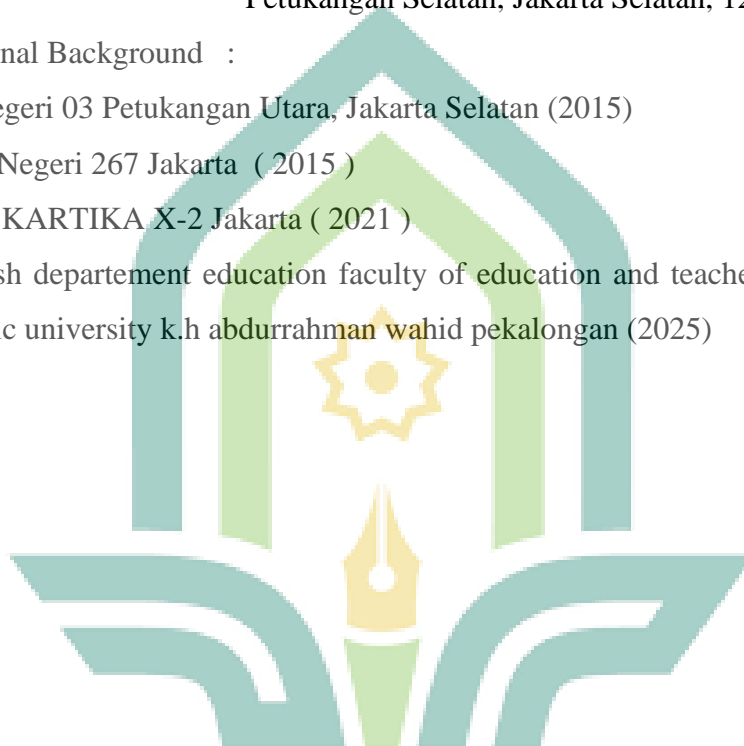 Petukangan Selatan, Jakarta Selatan, 12
nal Background :
egeri 03 Petukangan Utara, Jakarta Selatan (2015)
Negeri 267 Jakarta ( 2015 )
KARTIKA X-2 Jakarta ( 2021 )
sh departement education faculty of education and teache
ic university k.h abdurrahman wahid pekalongan (2025)